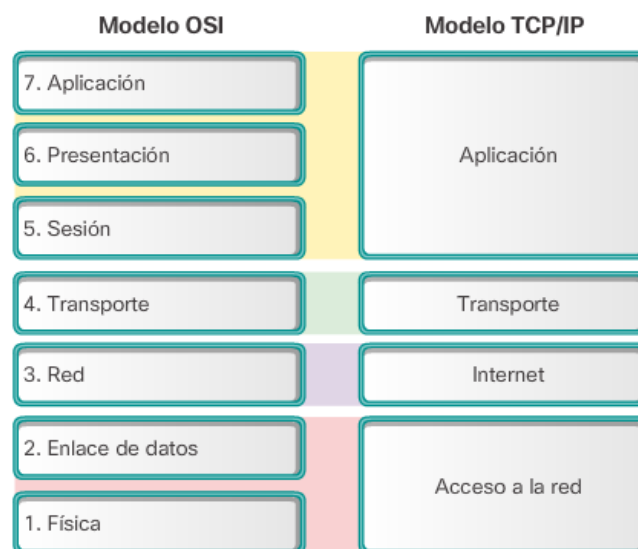 Modelo OSI
Modelo TCP/IP
7. Aplicación
6. Presentación
5. Sesión
Aplicación
4. Transporte
Transporte
3. Red
Internet
2. Enlace de datos
1. Física
Acceso a la red